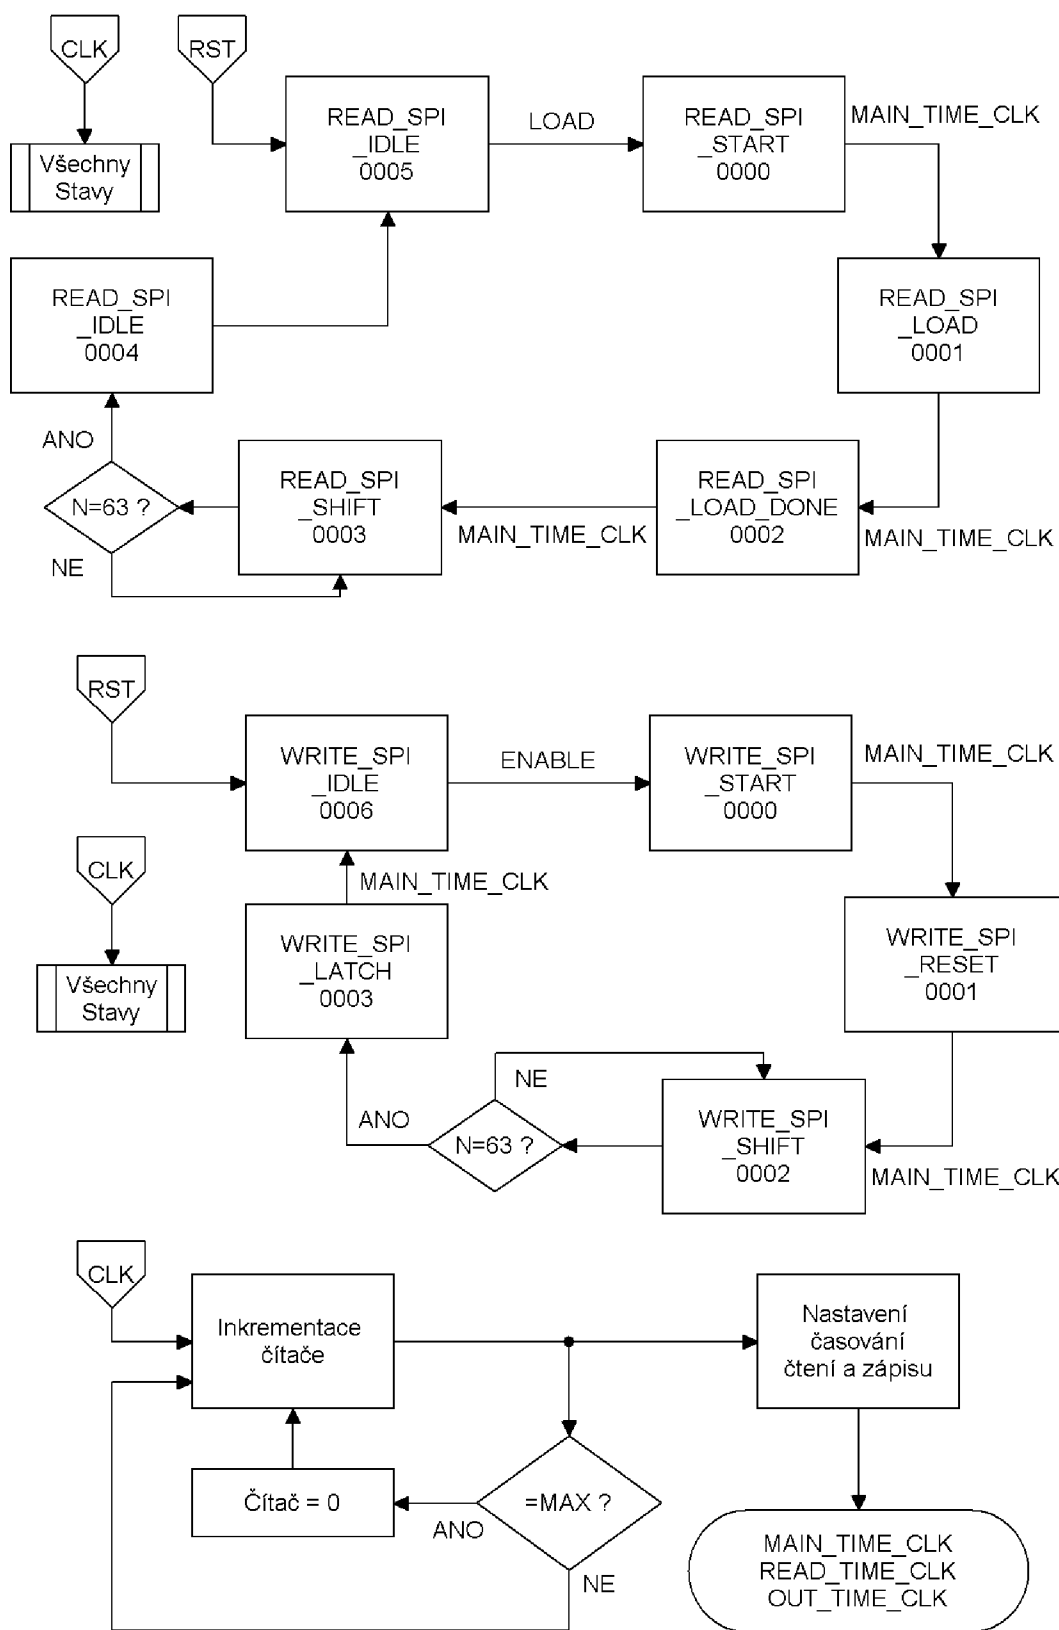 CLK
RST
Všechny
Stavy
READ_SPI
_IDLE
0005
LOAD
READ_SPI
_START
0000
MAIN_TIME_CLK
READ_SPI
_IDLE
0004
READ_SPI
_LOAD
0001
ANO
N=63 ?
NE
READ_SPI
_SHIFT
0003
MAIN_TIME_CLK
READ_SPI
_LOAD_DONE
0002
MAIN_TIME_CLK
RST
WRITE_SPI
_IDLE
0006
ENABLE
WRITE_SPI
_START
0000
MAIN_TIME_CLK
CLK
MAIN_TIME_CLK
Všechny
Stavy
WRITE_SPI
_LATCH
0003
WRITE_SPI
_RESET
0001
NE
ANO
N=63 ?
WRITE_SPI
_SHIFT
0002
MAIN_TIME_CLK
CLK
Inkrementace
čítače
Nastavení
časování
čtení a zápisu
Čítač = 0
ANO
=MAX ?
NE
MAIN_TIME_CLK
READ_TIME_CLK
OUT_TIME_CLK